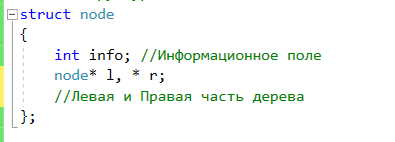 struct node
{
int info; //Информационное поле
node* l, * r;
//Левая и Правая часть дерева
};